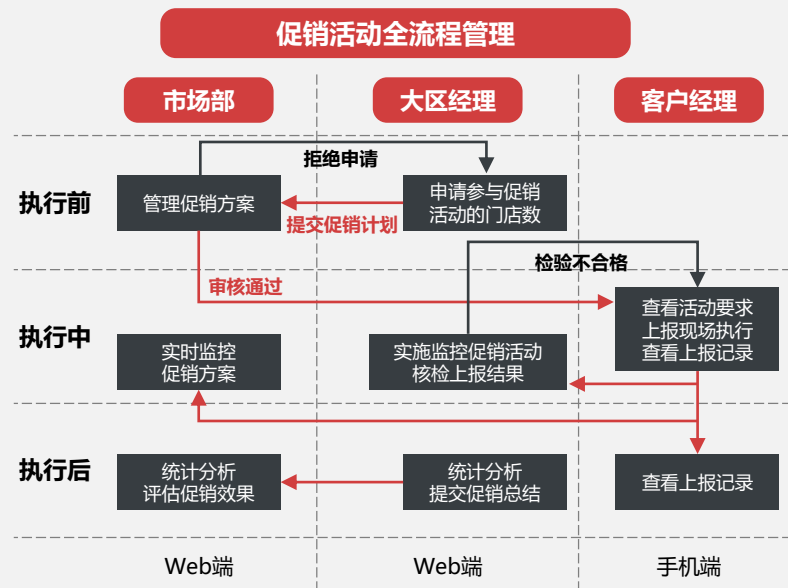 促销活动全流程管理
市场部
大区经理
客户经理
拒绝申请
执行前
管理促销方案
申请参与促销
活动的门店数
提交促销计划
检验不合格
审核通过
执行中
实时监控
促销方案
实施监控促销活动
核检上报结果
查看活动要求
上报现场执行
查看上报记录
执行后
统计分析
评估促销效果
统计分析
提交促销总结
查看上报记录
Web端
Web端
手机端